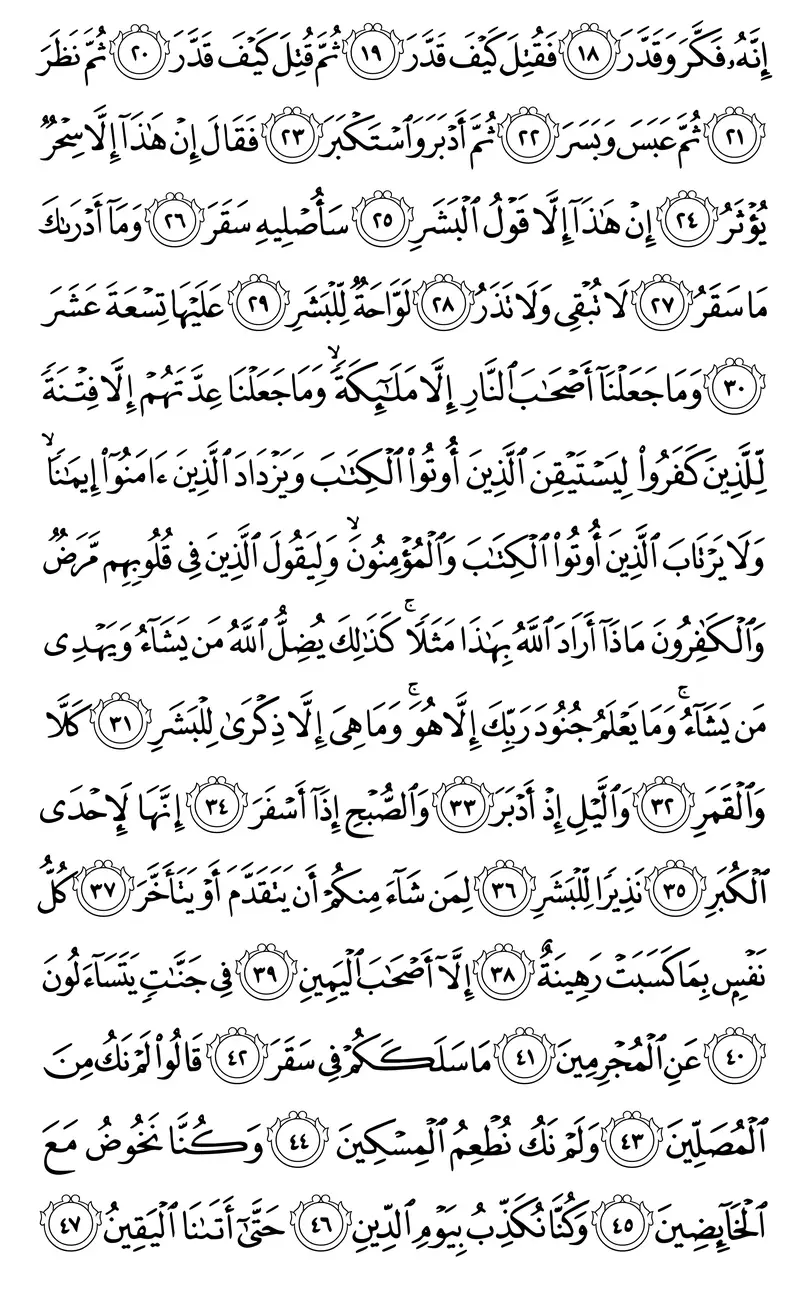 إِنَّهُۥ فَكَّرَ وَقَدَّرَ ١٨ فَقُتِلَ كَيْفَ قَدَّرَ ١٩ ثُمَّ قُتِلَ كَيْفَ قَدَّرَ ٢٠ ثُمَّ نَظَرَ
٢١ ثُمَّ عَبَسَ وَبَسَرَ ٢٢ ثُمَّ أَدْبَرَ وَٱسْتَكْبَرَ ٢٣ فَقَالَ إِنْ هَٰذَآ إِلَّا سِحْرٌ
يُؤْثَرُ ٢٤ إِنْ هَٰذَآ إِلَّا قَوْلُ ٱلْبَشَرِ ٢٥ سَأُصْلِيهِ سَقَرَ ٢٦ وَمَآ أَدْرَىٰكَ
مَا سَقَرُ ٢٧ لَا تُبْقِى وَلَا تَذَرُ ٢٨ لَوَّاحَةٌ لِّلْبَشَرِ ٢٩ عَلَيْهَا تِسْعَةَ عَشَرَ
٣٠ وَمَا جَعَلْنَآ أَصْحَٰبَ ٱلنَّارِ إِلَّا مَلَٰٓئِكَةً ۙ وَمَا جَعَلْنَا عِدَّتَهُمْ إِلَّا فِتْنَةً
لِّلَّذِينَ كَفَرُوا۟ لِيَسْتَيْقِنَ ٱلَّذِينَ أُوتُوا۟ ٱلْكِتَٰبَ وَيَزْدَادَ ٱلَّذِينَ ءَامَنُوٓا۟ إِيمَٰنًا ۙ
وَلَا يَرْتَابَ ٱلَّذِينَ أُوتُوا۟ ٱلْكِتَٰبَ وَٱلْمُؤْمِنُونَ ۙ وَلِيَقُولَ ٱلَّذِينَ فِى قُلُوبِهِم مَّرَضٌ
وَٱلْكَٰفِرُونَ مَاذَآ أَرَادَ ٱللَّهُ بِهَٰذَا مَثَلًا ۚ كَذَٰلِكَ يُضِلُّ ٱللَّهُ مَن يَشَآءُ وَيَهْدِى
مَن يَشَآءُ ۚ وَمَا يَعْلَمُ جُنُودَ رَبِّكَ إِلَّا هُوَ ۚ وَمَا هِىَ إِلَّا ذِكْرَىٰ لِلْبَشَرِ ٣١ كَلَّا
وَٱلْقَمَرِ ٣٢ وَٱلَّيْلِ إِذْ أَدْبَرَ ٣٣ وَٱلصُّبْحِ إِذَآ أَسْفَرَ ٣٤ إِنَّهَا لَإِحْدَى
ٱلْكُبَرِ ٣٥ نَذِيرًا لِّلْبَشَرِ ٣٦ لِمَن شَآءَ مِنكُمْ أَن يَتَقَدَّمَ أَوْ يَتَأَخَّرَ ٣٧ كُلُّ
نَفْسٍۭ بِمَا كَسَبَتْ رَهِينَةٌ ٣٨ إِلَّآ أَصْحَٰبَ ٱلْيَمِينِ ٣٩ فِى جَنَّٰتٍ يَتَسَآءَلُونَ
٤٠ عَنِ ٱلْمُجْرِمِينَ ٤١ مَا سَلَكَكُمْ فِى سَقَرَ ٤٢ قَالُوا۟ لَمْ نَكُ مِنَ
ٱلْمُصَلِّينَ ٤٣ وَلَمْ نَكُ نُطْعِمُ ٱلْمِسْكِينَ ٤٤ وَكُنَّا نَخُوضُ مَعَ
ٱلْخَآئِضِينَ ٤٥ وَكُنَّا نُكَذِّبُ بِيَوْمِ ٱلدِّينِ ٤٦ حَتَّىٰٓ أَتَىٰنَا ٱلْيَقِينُ ٤٧